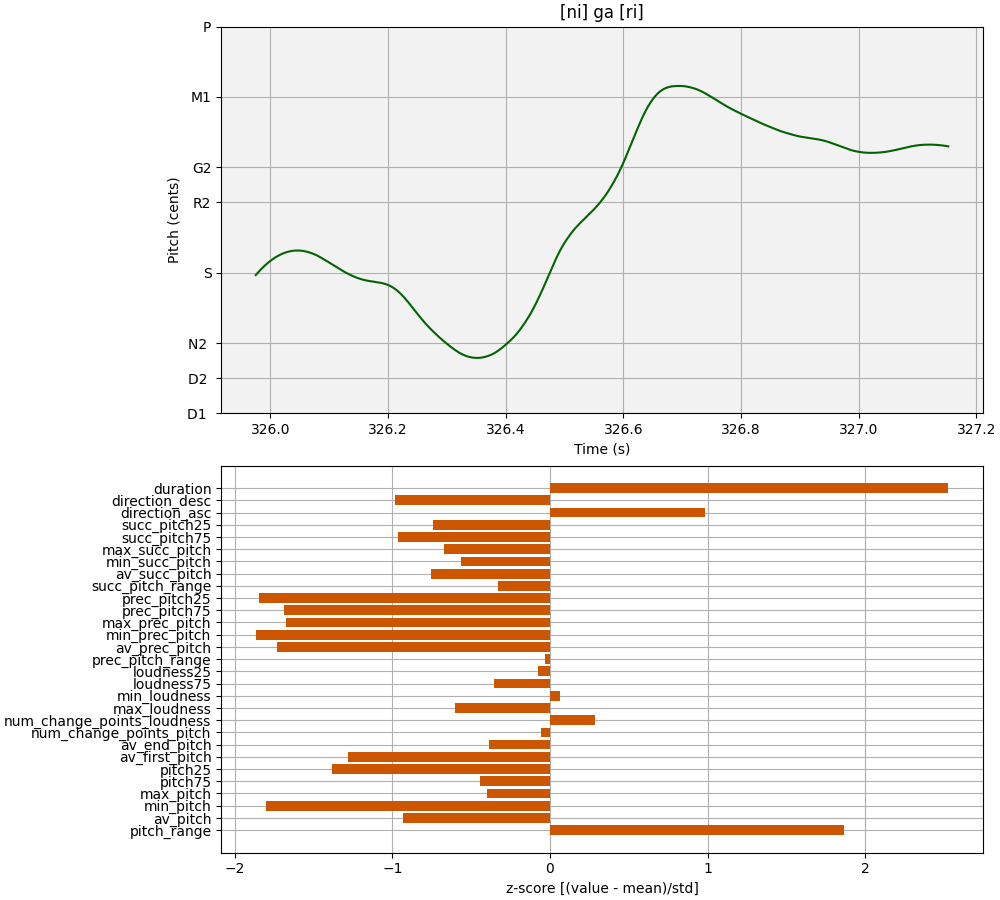 [ni] ga [ri]
P
M1
G2
R2
S
N2
D2
D1
Pitch (cents)
326.0 326.2 326.4 326.6 326.8 327.0 327.2
Time (s)
duration
direction_desc
direction_asc
succ_pitch25
succ_pitch75
max_succ_pitch
min_succ_pitch
av_succ_pitch
succ_pitch_range
prec_pitch25
prec_pitch75
max_prec_pitch
min_prec_pitch
av_prec_pitch
prec_pitch_range
loudness25
loudness75
min_loudness
max_loudness
num_change_points_loudness
num_change_points_pitch
av_end_pitch
av_first_pitch
pitch25
pitch75
max_pitch
min_pitch
av_pitch
pitch_range
−2 −1 0 1 2
z-score [(value - mean)/std]